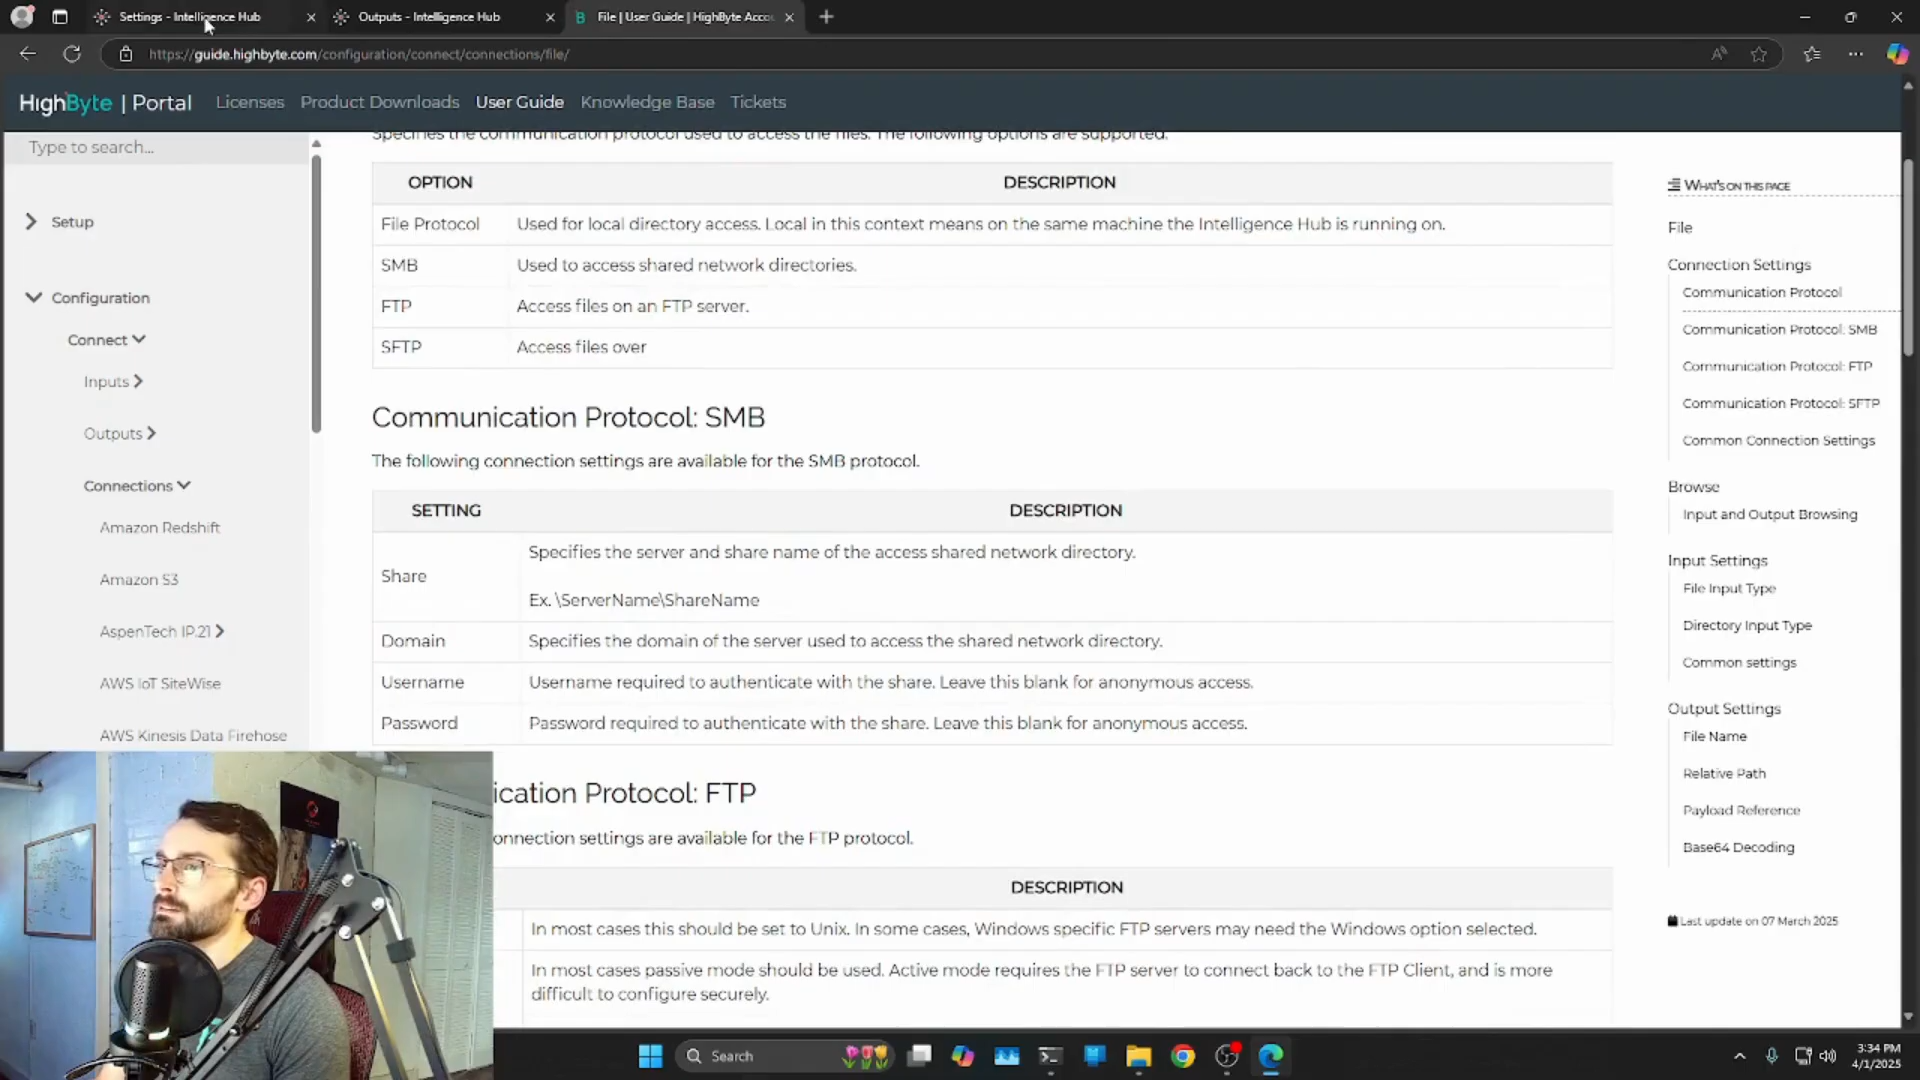 Settings - Intelligence Hub
Outputs - Intelligence Hub
File | User Guide | HighByte Acco
https://guide.highbyte.com/configuration/connect/connections/file/
HighByte | Portal
Licenses
Product Downloads
User Guide
Knowledge Base
Tickets
Type to search...
Setup
Configuration
Connect
Inputs
Outputs
Connections
Amazon Redshift
Amazon S3
AspenTech IP.21
AWS IoT SiteWise
AWS Kinesis Data Firehose
Specifies the communication protocol used to access the files. The following options are supported.
OPTION DESCRIPTION
File Protocol Used for local directory access. Local in this context means on the same machine the Intelligence Hub is running on.
SMB Used to access shared network directories.
FTP Access files on an FTP server.
SFTP Access files over
Communication Protocol: SMB
The following connection settings are available for the SMB protocol.
SETTING DESCRIPTION
Share Specifies the server and share name of the access shared network directory.
Ex. \ServerName\ShareName
Domain Specifies the domain of the server used to access the shared network directory.
Username Username required to authenticate with the share. Leave this blank for anonymous access.
Password Password required to authenticate with the share. Leave this blank for anonymous access.
ication Protocol: FTP
onnection settings are available for the FTP protocol.
DESCRIPTION
In most cases this should be set to Unix. In some cases, Windows specific FTP servers may need the Windows option selected.
In most cases passive mode should be used. Active mode requires the FTP server to connect back to the FTP Client, and is more
difficult to configure securely.
WHAT'S ON THIS PAGE
File
Connection Settings
Communication Protocol
Communication Protocol: SMB
Communication Protocol: FTP
Communication Protocol: SFTP
Common Connection Settings
Browse
Input and Output Browsing
Input Settings
File Input Type
Directory Input Type
Common settings
Output Settings
File Name
Relative Path
Payload Reference
Base64 Decoding
Last update on 07 March 2025
Search
3:34 PM
4/1/2025